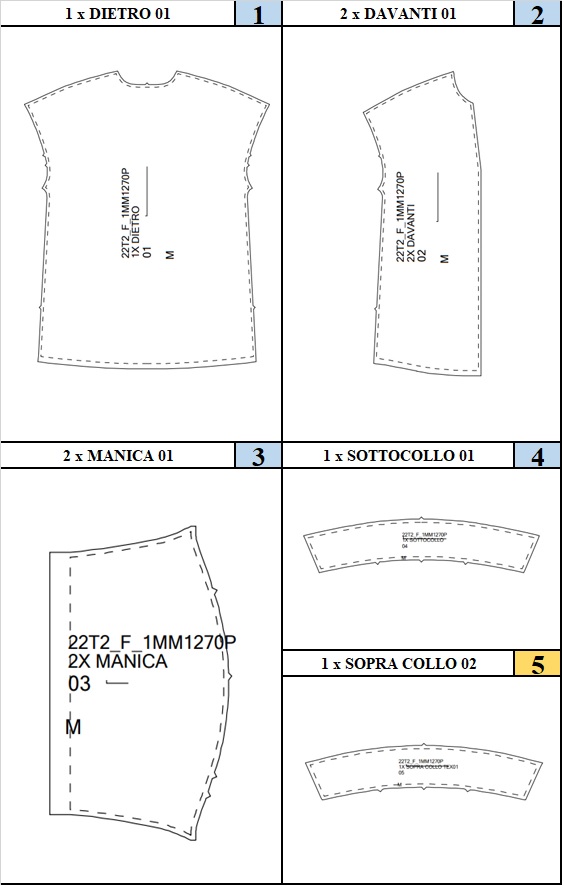 1 x DIETRO 01 1
22T2_F_1MM1270P
1X DIETRO
01
M
2 x DAVANTI 01 2
22T2_F_1MM1270P
2X DAVANTI
02
M
2 x MANICA 01 3
22T2_F_1MM1270P
2X MANICA
03
M
1 x SOTTOCOLLO 01 4
22T2_F_1MM1270P
1X SOTTOCOLLO
04
M
1 x SOPRA COLLO 02 5
22T2_F_1MM1270P
1X SOPRA COLLO TEX01
05
M